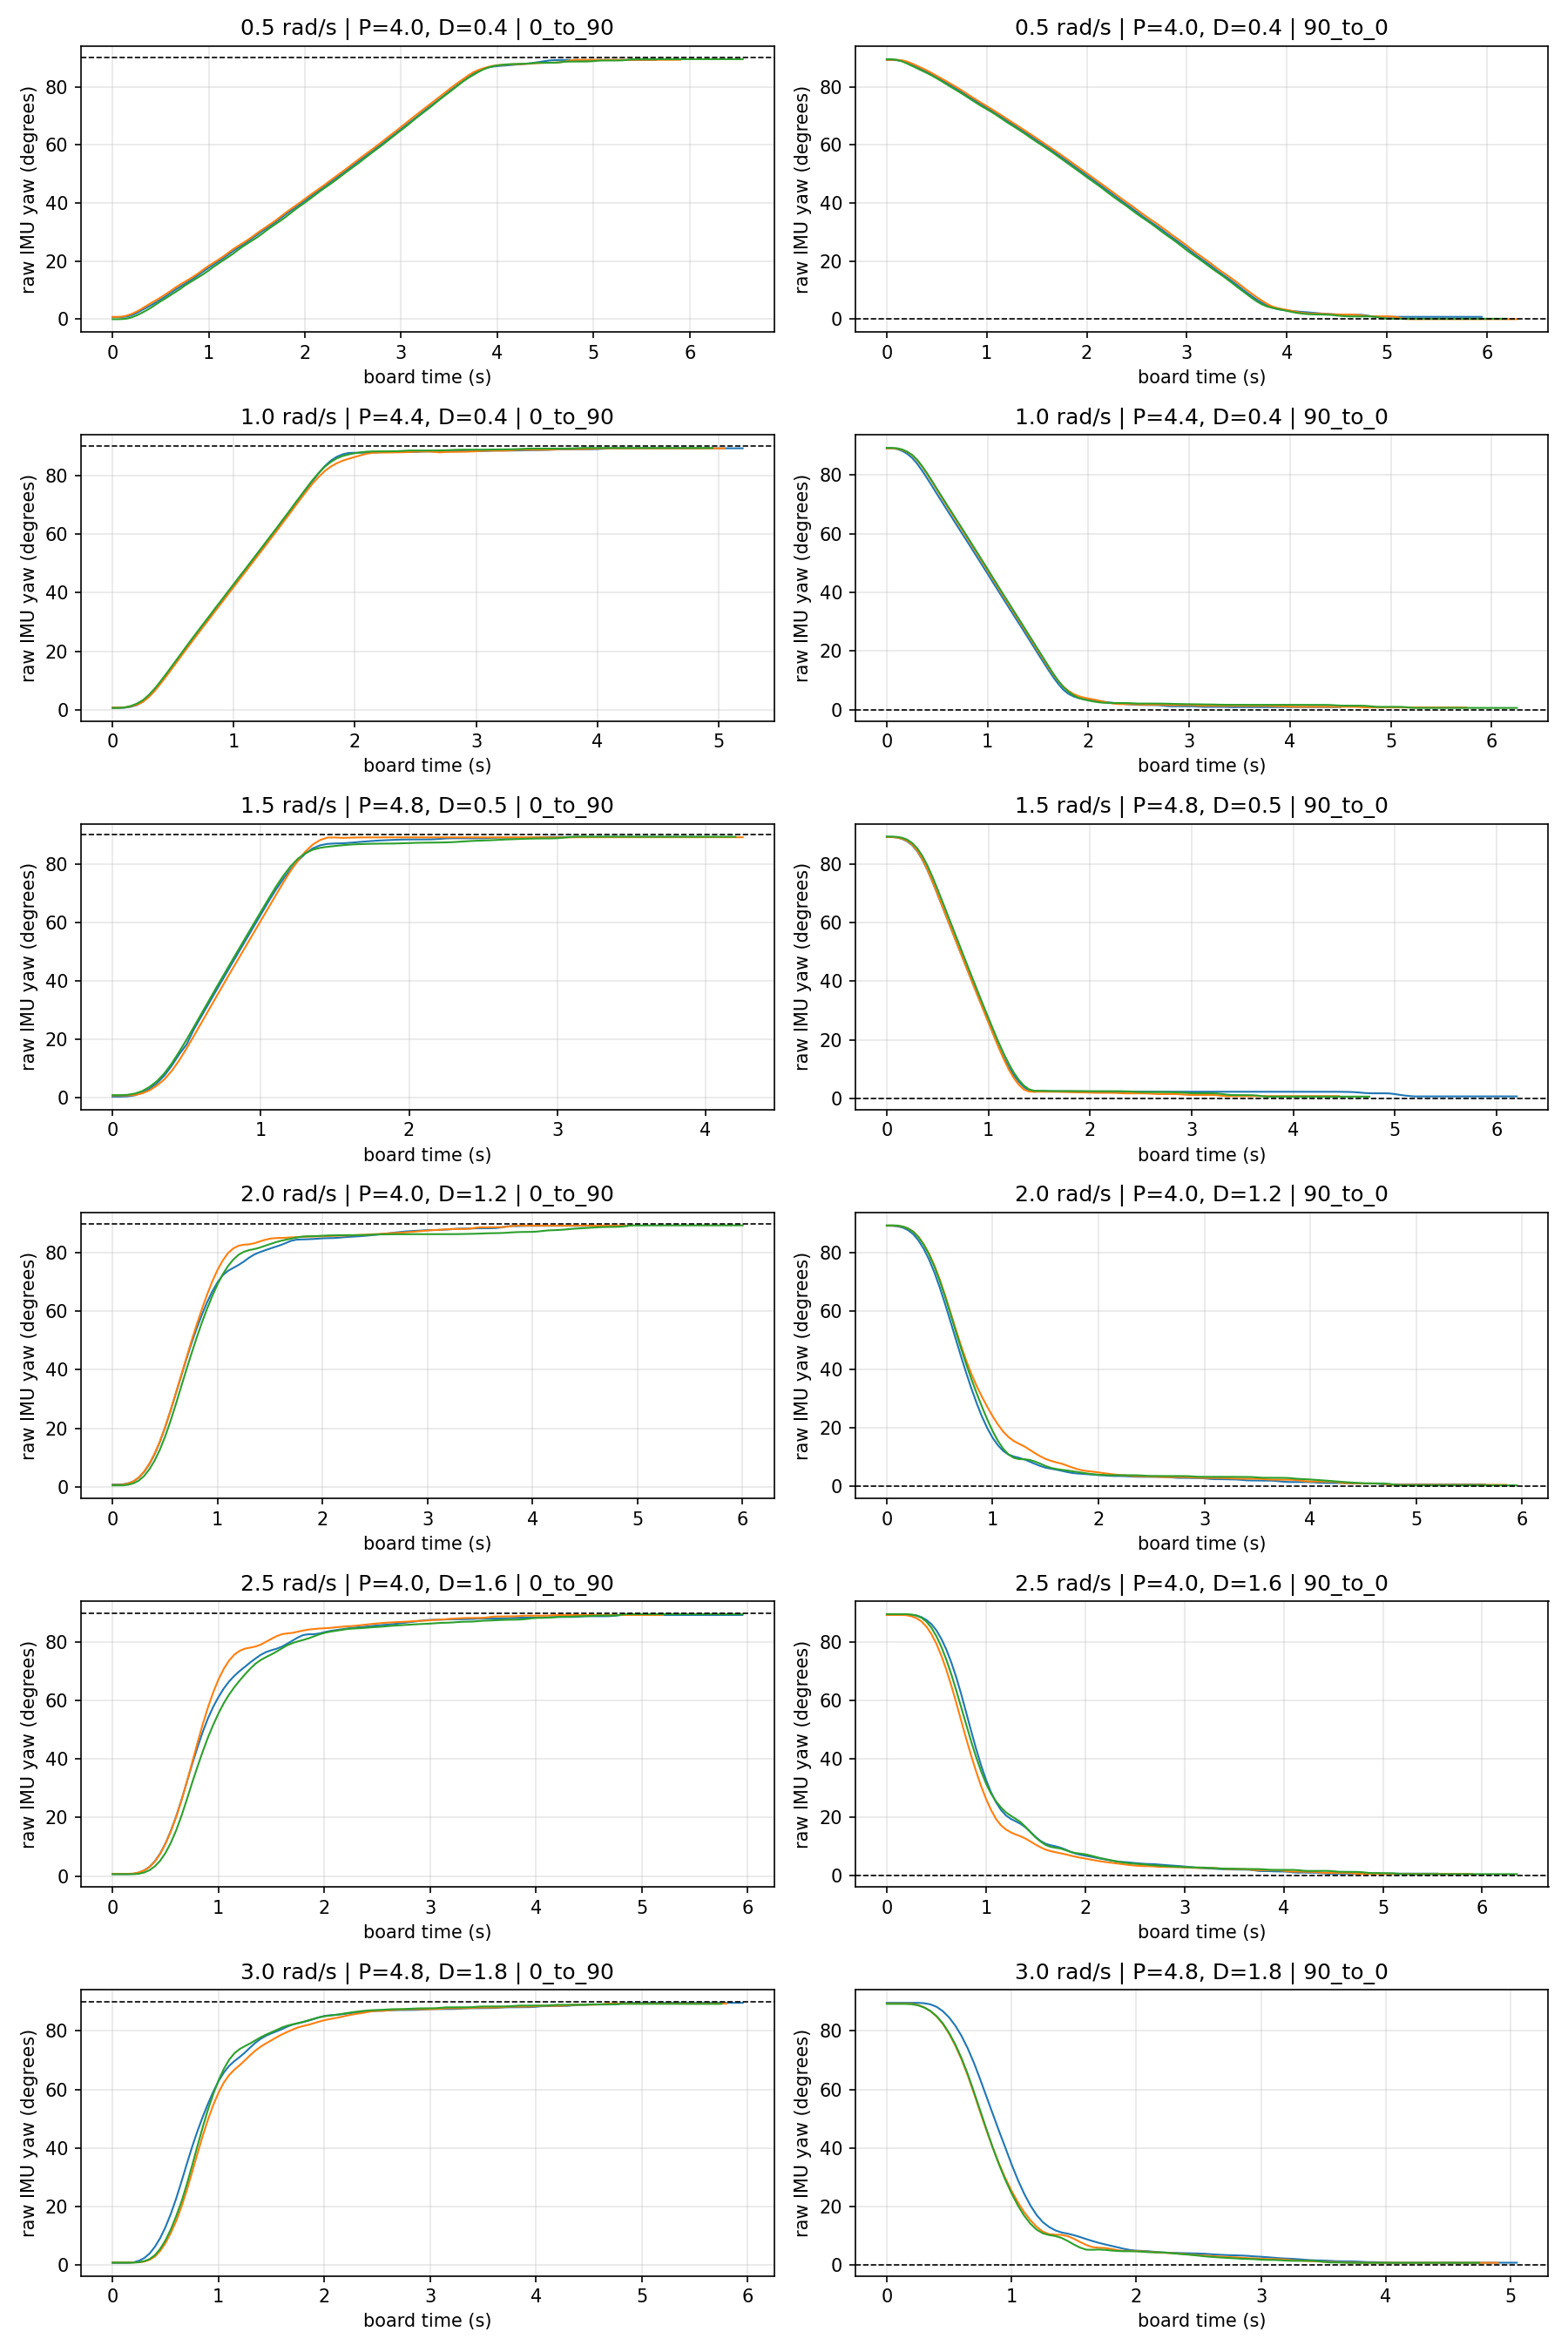 0.5 rad/s | P=4.0, D=0.4 | 0_to_90
raw IMU yaw (degrees)
80
60
40
20
0
0 1 2 3 4 5 6
board time (s)
0.5 rad/s | P=4.0, D=0.4 | 90_to_0
raw IMU yaw (degrees)
80
60
40
20
0
0 1 2 3 4 5 6
board time (s)
1.0 rad/s | P=4.4, D=0.4 | 0_to_90
raw IMU yaw (degrees)
80
60
40
20
0
0 1 2 3 4 5
board time (s)
1.0 rad/s | P=4.4, D=0.4 | 90_to_0
raw IMU yaw (degrees)
80
60
40
20
0
0 1 2 3 4 5 6
board time (s)
1.5 rad/s | P=4.8, D=0.5 | 0_to_90
raw IMU yaw (degrees)
80
60
40
20
0
0 1 2 3 4
board time (s)
1.5 rad/s | P=4.8, D=0.5 | 90_to_0
raw IMU yaw (degrees)
80
60
40
20
0
0 1 2 3 4 5 6
board time (s)
2.0 rad/s | P=4.0, D=1.2 | 0_to_90
raw IMU yaw (degrees)
80
60
40
20
0
0 1 2 3 4 5 6
board time (s)
2.0 rad/s | P=4.0, D=1.2 | 90_to_0
raw IMU yaw (degrees)
80
60
40
20
0
0 1 2 3 4 5 6
board time (s)
2.5 rad/s | P=4.0, D=1.6 | 0_to_90
raw IMU yaw (degrees)
80
60
40
20
0
0 1 2 3 4 5 6
board time (s)
2.5 rad/s | P=4.0, D=1.6 | 90_to_0
raw IMU yaw (degrees)
80
60
40
20
0
0 1 2 3 4 5 6
board time (s)
3.0 rad/s | P=4.8, D=1.8 | 0_to_90
raw IMU yaw (degrees)
80
60
40
20
0
0 1 2 3 4 5 6
board time (s)
3.0 rad/s | P=4.8, D=1.8 | 90_to_0
raw IMU yaw (degrees)
80
60
40
20
0
0 1 2 3 4 5
board time (s)